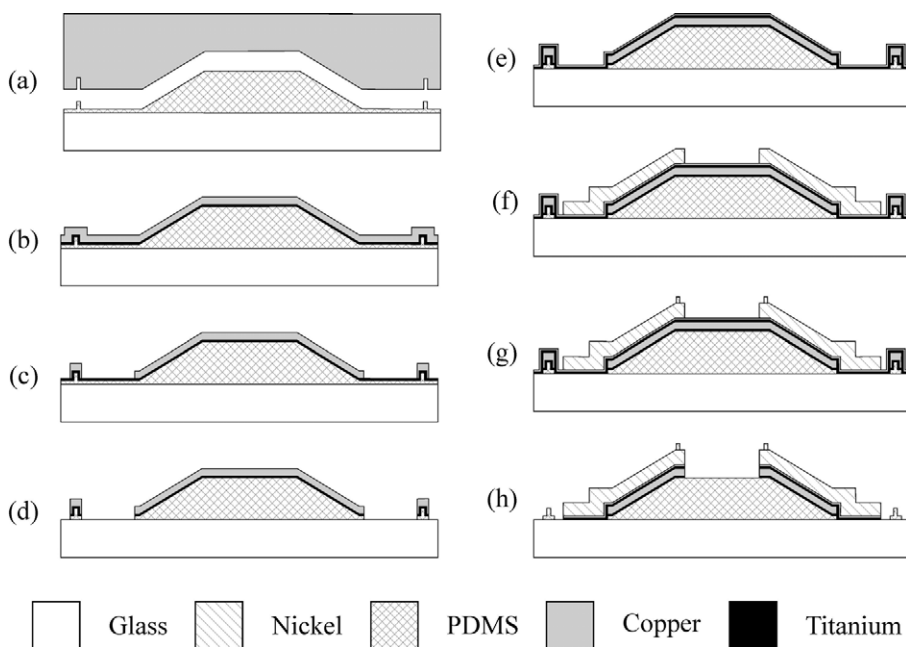 (a)
(b)
(c)
(d)
(e)
(f)
(g)
(h)
Glass Nickel PDMS Copper Titanium